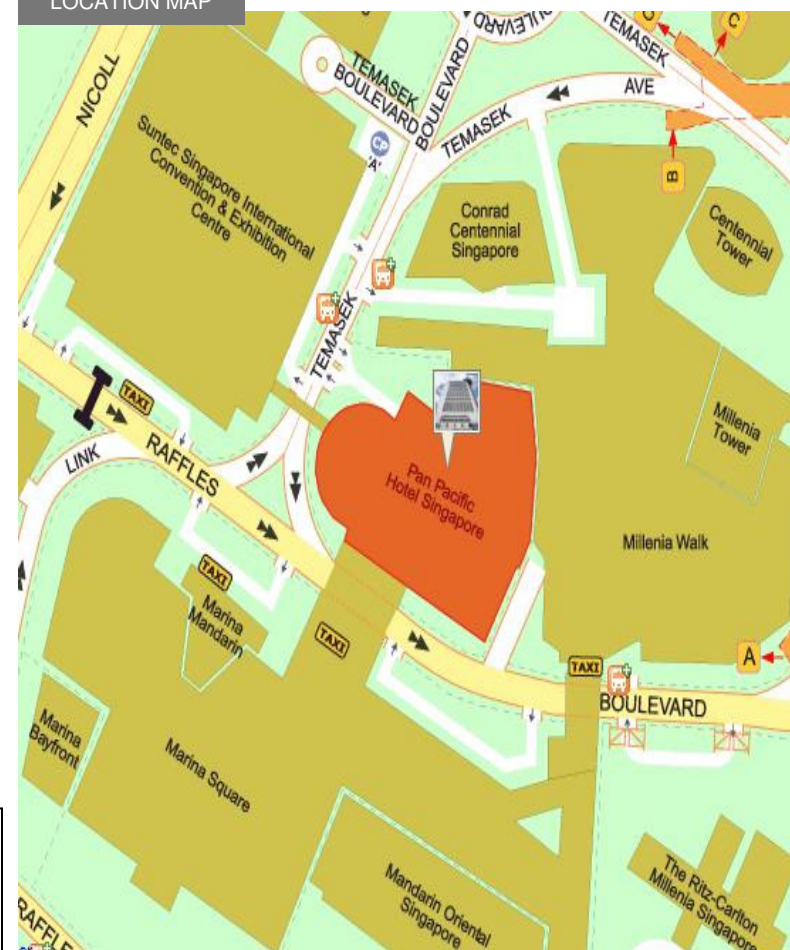 LOCATION MAP
NICOLL
TEMASEK
BOULEVARD
BOULEVARD
BOULEVARD
TEMASEK
C
TEMASEK
AVE
B
CP
'A'
Suntec Singapore International
Convention & Exhibition
Centre
Conrad
Centennial
Singapore
Centennial
Tower
TEMASEK
TAXI
RAFFLES
LINK
Pan Pacific
Hotel Singapore
Millenia
Tower
Millenia Walk
TAXI
Marina
Mandarin
TAXI
TAXI
A
BOULEVARD
Marina
Bayfront
Marina Square
Mandarin Oriental
Singapore
The Ritz-Carlton
Millenia Singapore
RAFFLE